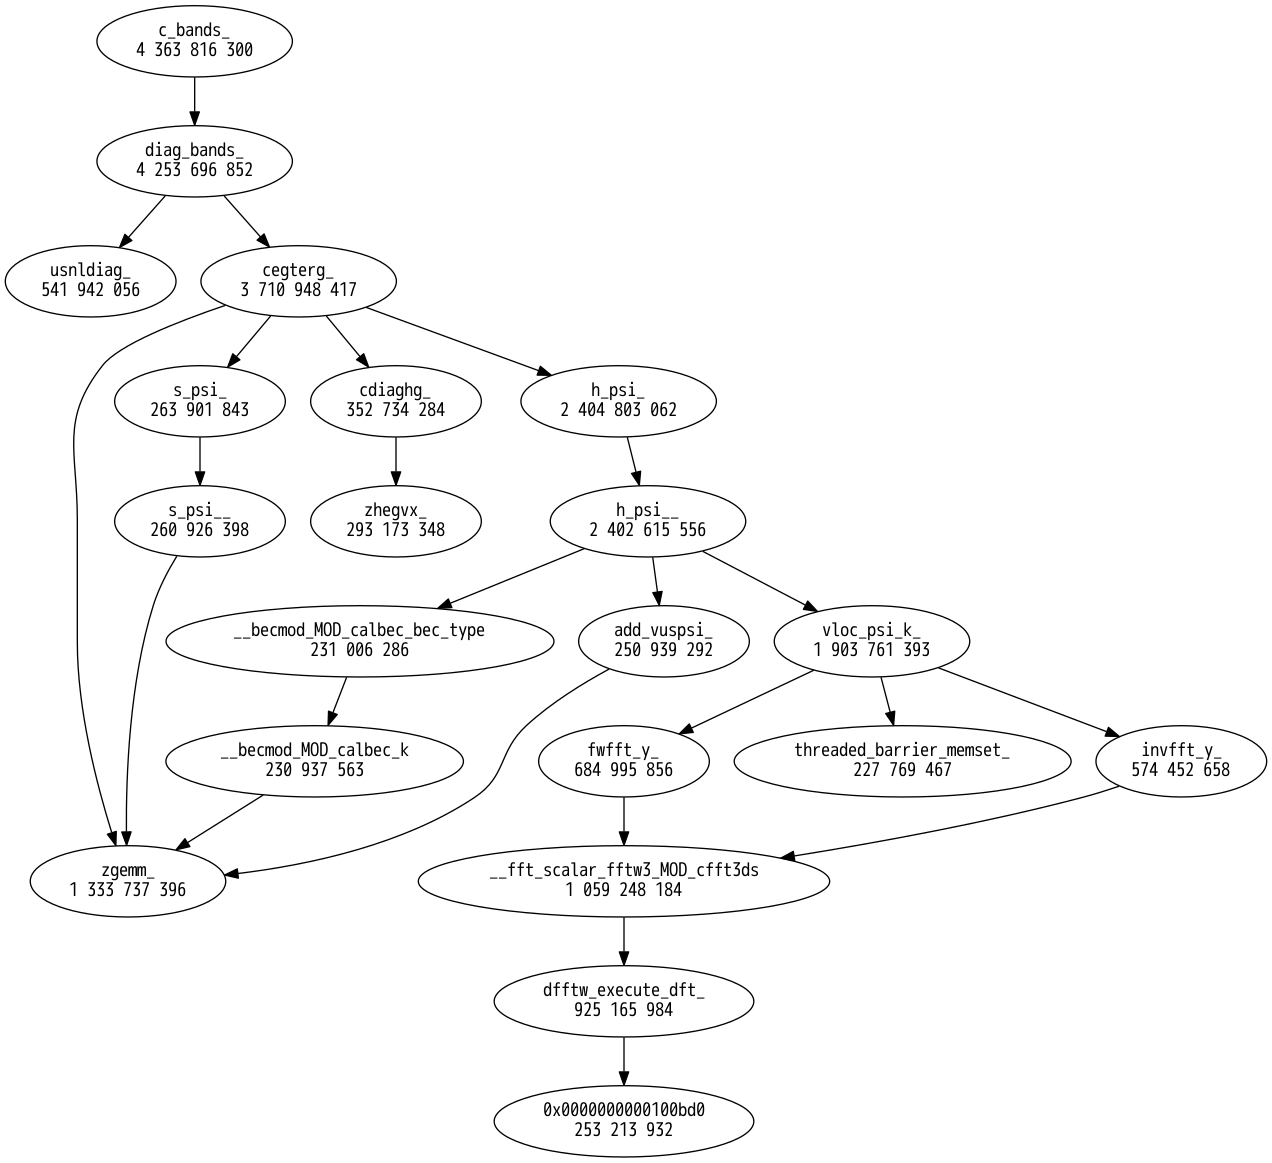 c_bands_
4 363 816 300
diag_bands_
4 253 696 852
usnldiag_
541 942 056
cegterg_
3 710 948 417
s_psi_
263 901 843
cdiaghg_
352 734 284
h_psi_
2 404 803 062
s_psi__
260 926 398
zhegvx_
293 173 348
h_psi__
2 402 615 556
__becmod_MOD_calbec_bec_type
231 006 286
add_vuspsi_
250 939 292
vloc_psi_k_
1 903 761 393
__becmod_MOD_calbec_k
230 937 563
fwfft_y_
684 995 856
threaded_barrier_memset_
227 769 467
invfft_y_
574 452 658
zgemm_
1 333 737 396
__fft_scalar_fftw3_MOD_cfft3ds
1 059 248 184
dfftw_execute_dft_
925 165 984
0x0000000000100bd0
253 213 932